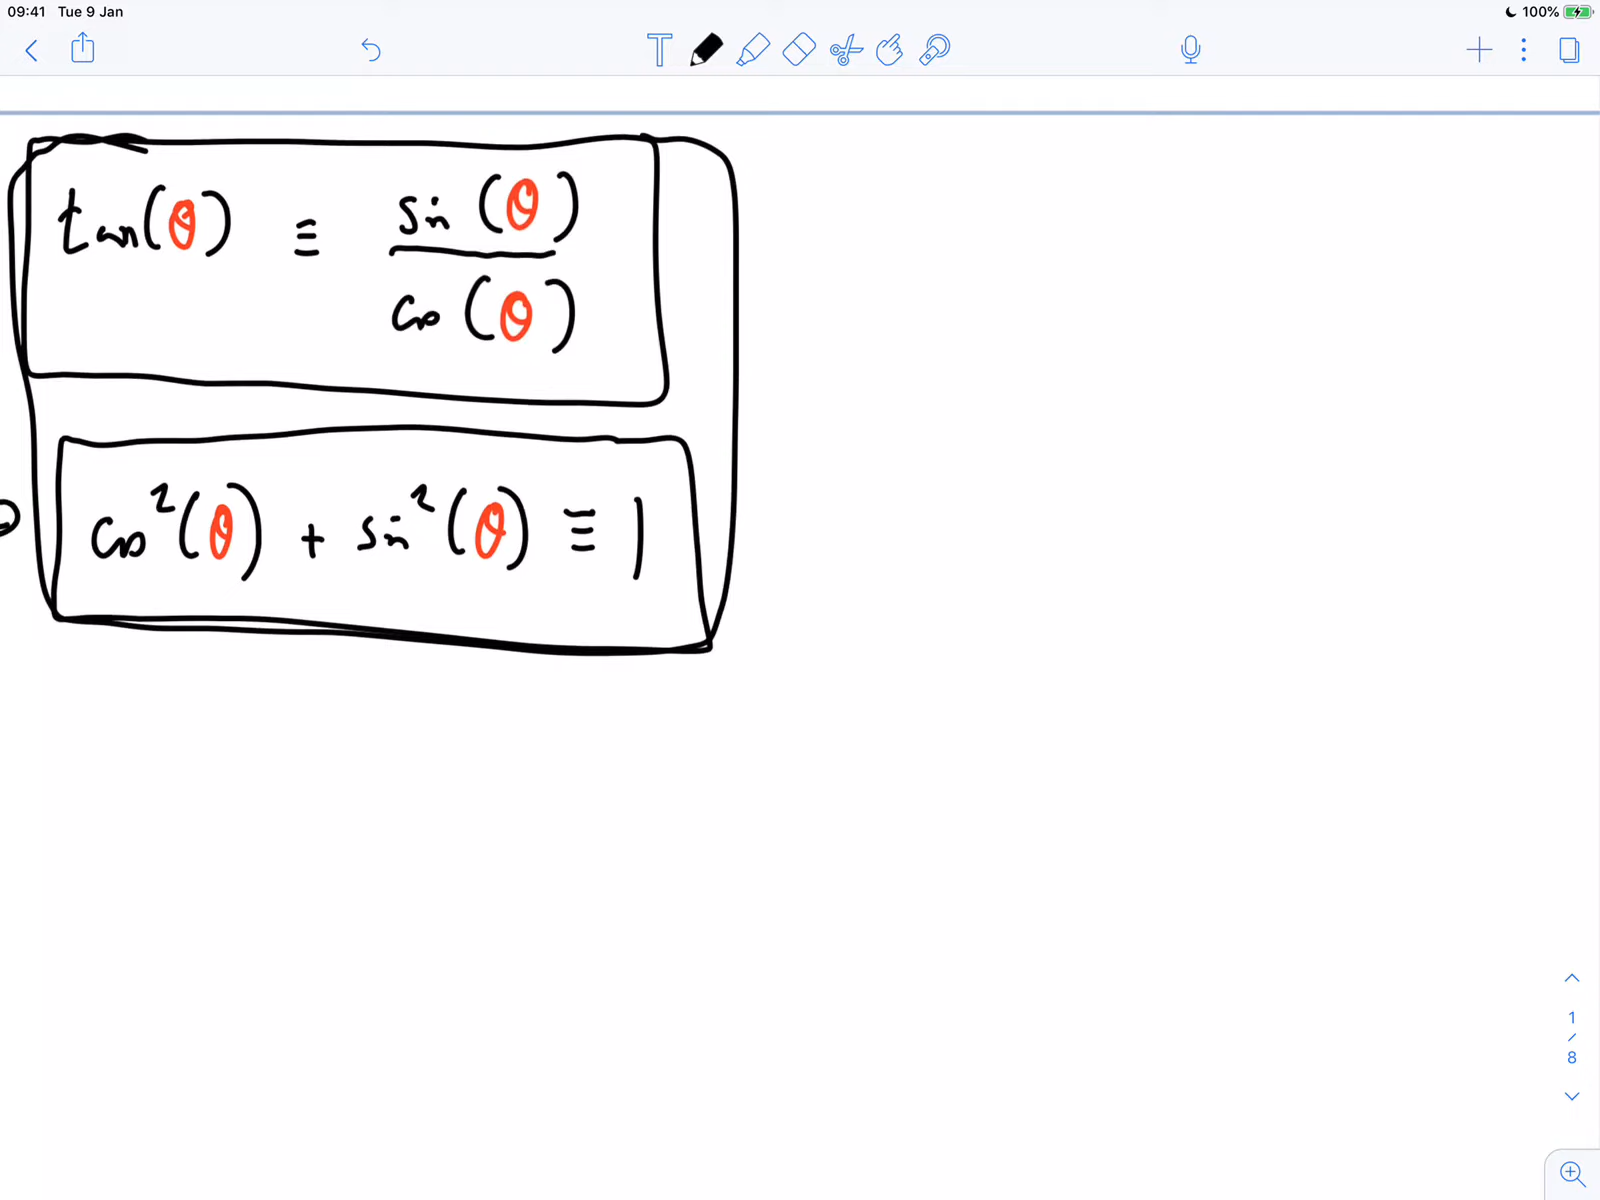 09:41 Tue 9 Jan
100%
tan(θ) ≡ sin(θ)
cos(θ)
cos²(θ) + sin²(θ) ≡ 1
1
/
8